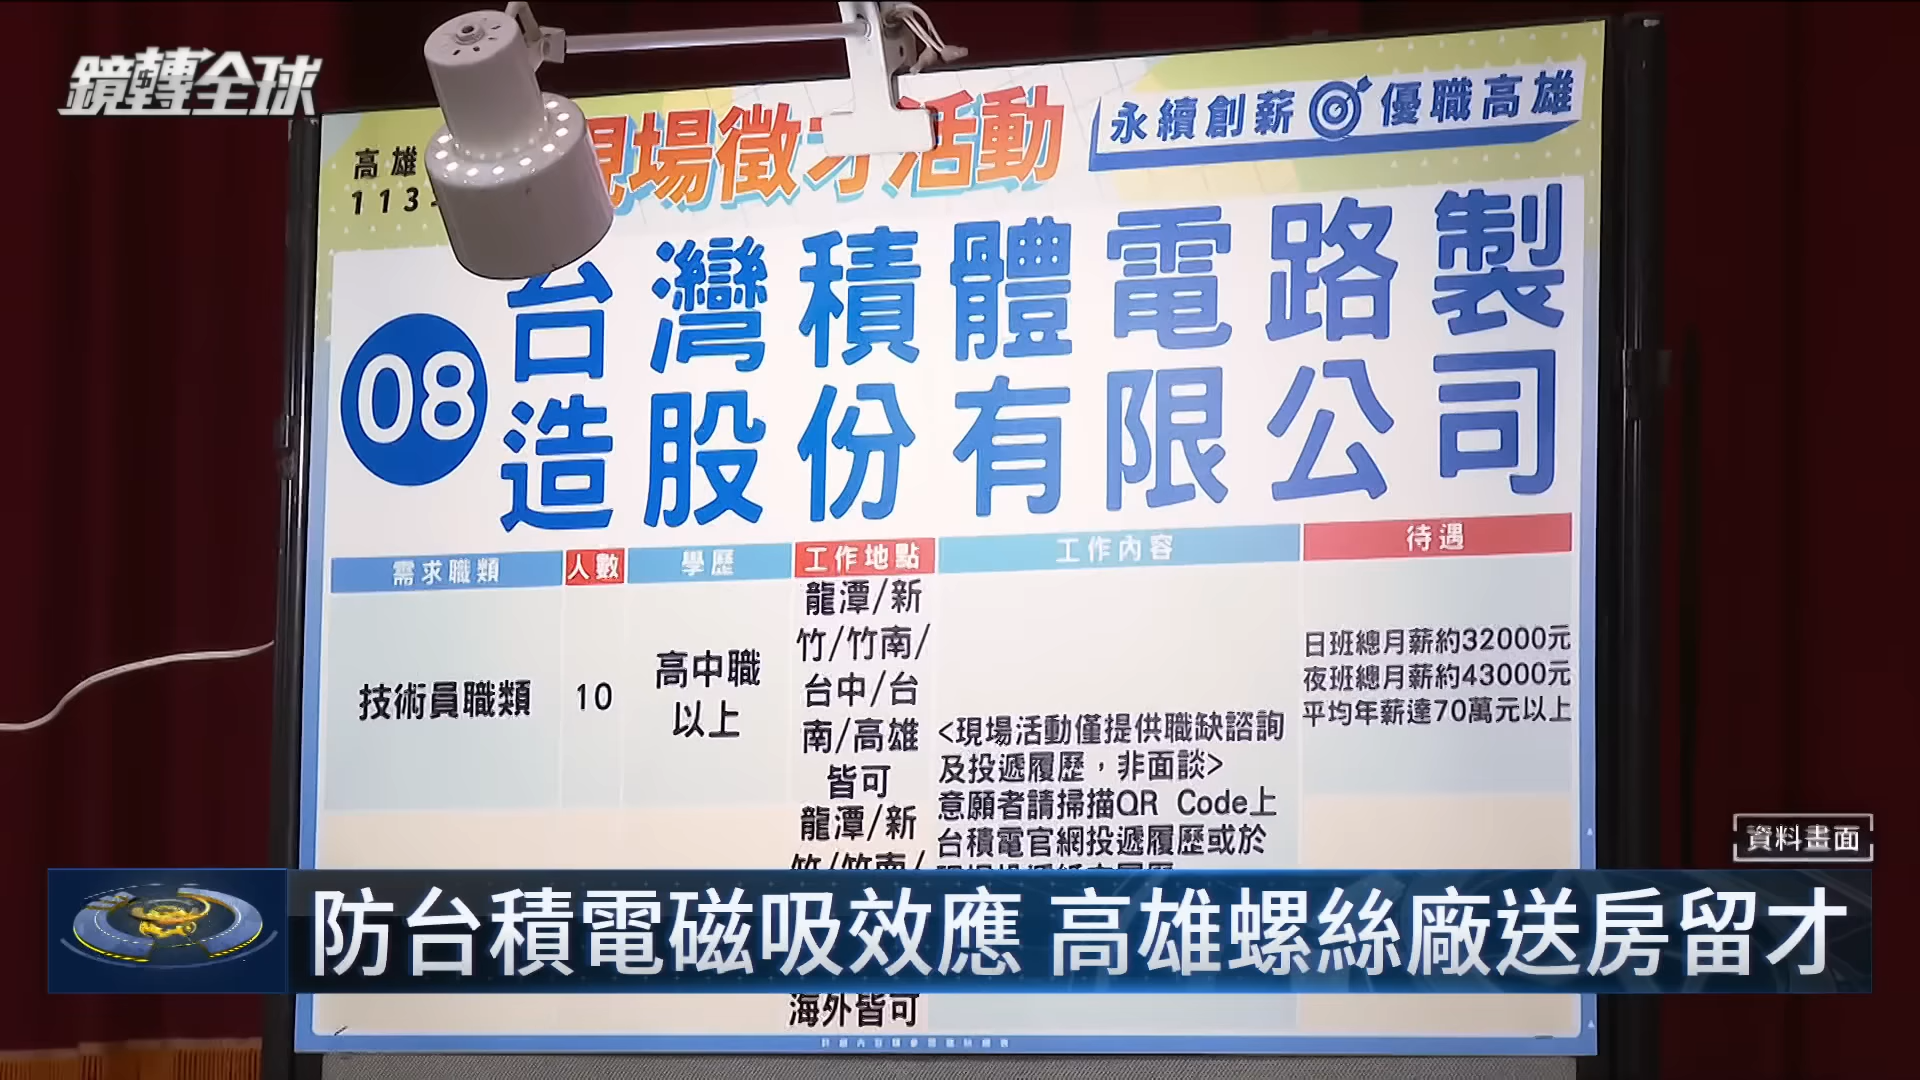 鏡轉全球
現場徵才活動
永續創薪 優職高雄
高雄
113
08
台灣積體電路製
造股份有限公司
需求職類 人數 學歷 工作地點 工作內容 待遇
技術員職類
10
高中職
以上
龍潭/新
竹/竹南/
台中/台
南/高雄
皆可
<現場活動僅提供職缺諮詢
及投遞履歷，非面談>
意願者請掃描QR Code上
台積電官網投遞履歷或於
日班總月薪約32000元
夜班總月薪約43000元
平均年薪達70萬元以上
龍潭/新
竹/竹南/
海外皆可
資料畫面
防台積電磁吸效應 高雄螺絲廠送房留才